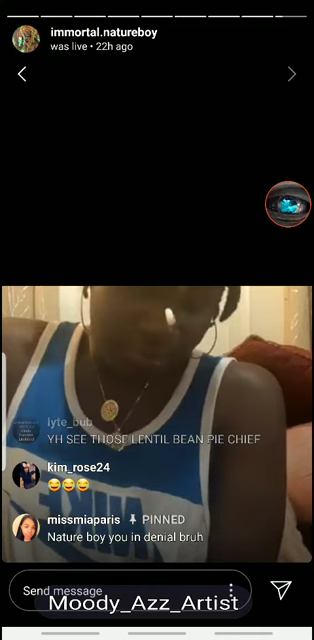 immortal.natureboy
was live • 22h ago
lyte_bub
YH SEE THOSE LENTIL BEAN PIE CHIEF
kim_rose24
😂😂😂
missmiaparis PINNED
Nature boy you in denial bruh
Send message
Moody_Azz_Artist